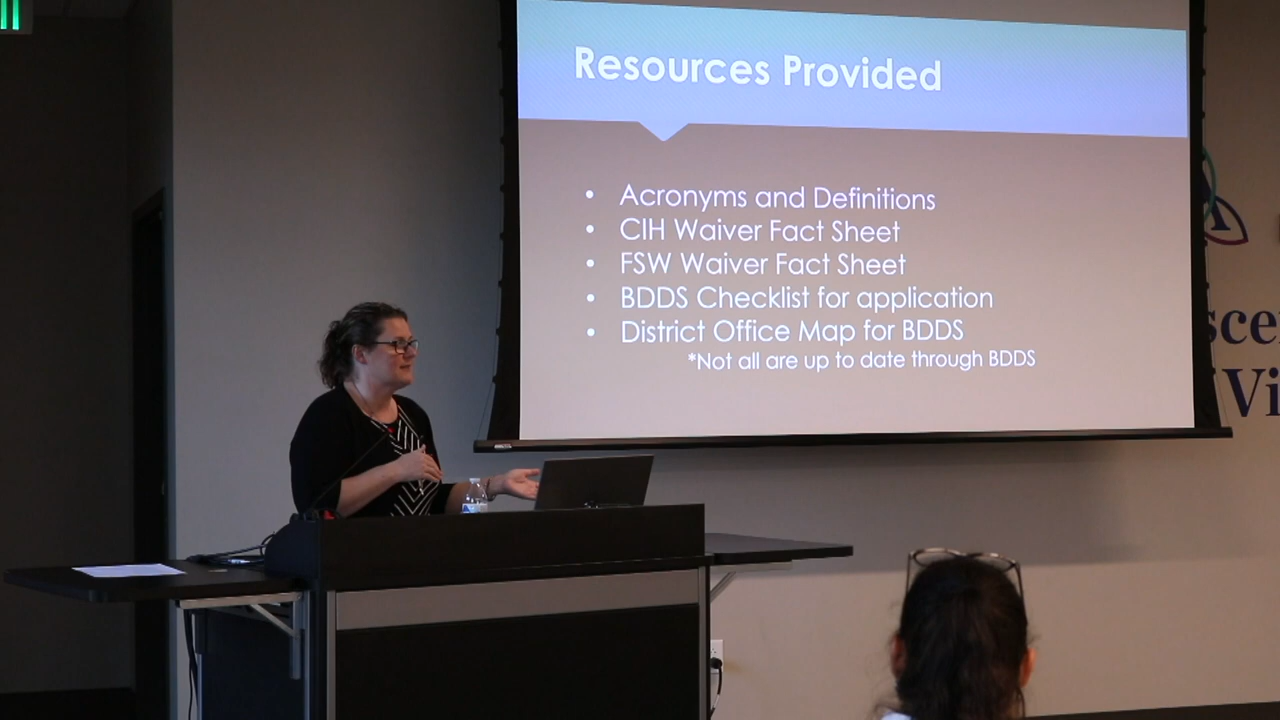 Resources Provided
• Acronyms and Definitions
• CIH Waiver Fact Sheet
• FSW Waiver Fact Sheet
• BDDS Checklist for application
• District Office Map for BDDS
*Not all are up to date through BDDS